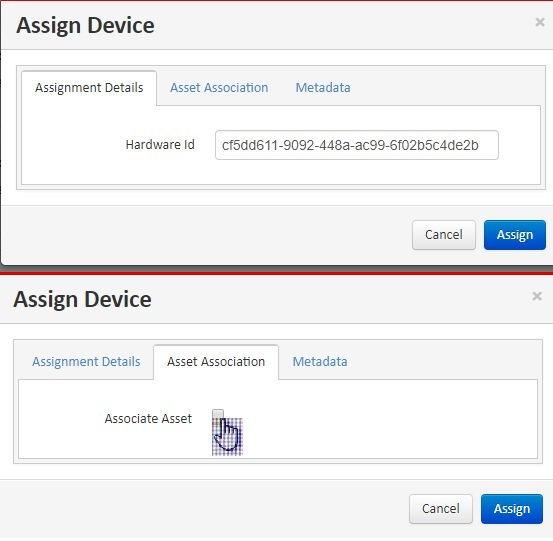 Assign Device ×
Assignment Details Asset Association Metadata
Hardware Id cf5dd611-9092-448a-ac99-6f02b5c4de2b
Cancel Assign
Assign Device ×
Assignment Details Asset Association Metadata
Associate Asset
Cancel Assign